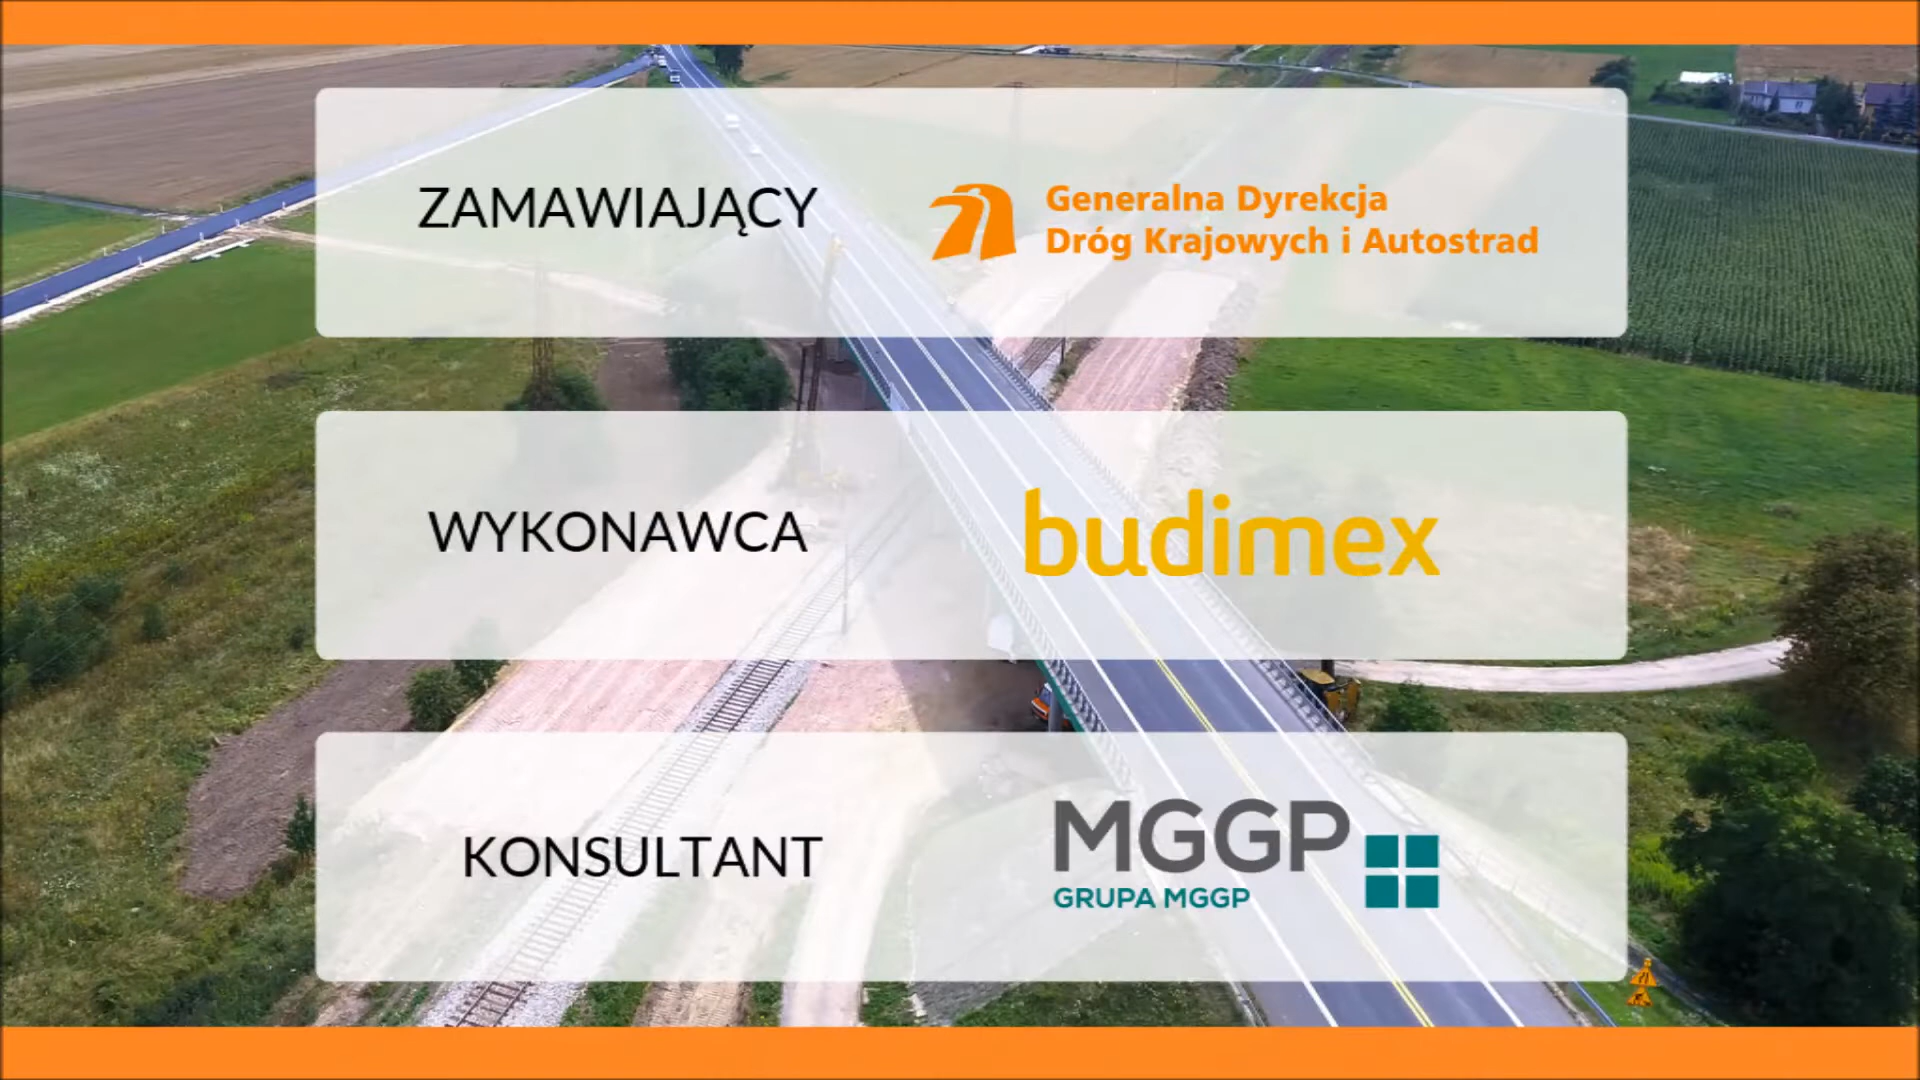 ZAMAWIAJĄCY
Generalna Dyrekcja
Dróg Krajowych i Autostrad
WYKONAWCA
budimex
KONSULTANT
MGGP
GRUPA MGGP